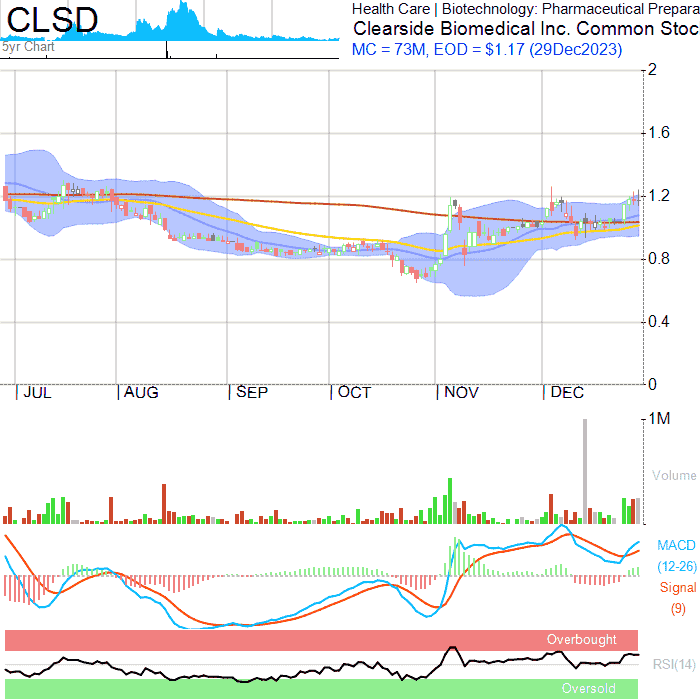 CLSD
5yr Chart
Health Care | Biotechnology: Pharmaceutical Prepara
Clearside Biomedical Inc. Common Stoc
MC = 73M, EOD = $1.17 (29Dec2023)
2
1.6
1.2
0.8
0.4
0
JUL AUG SEP OCT NOV DEC
1M
Volume
MACD
(12-26)
Signal
(9)
Overbought
RSI(14)
Oversold